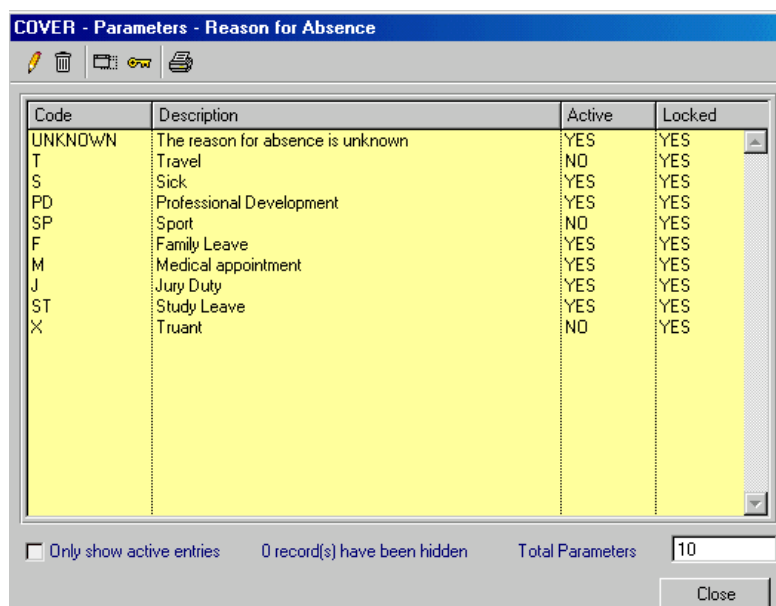 COVER - Parameters - Reason for Absence
Code Description Active Locked
UNKNOWN The reason for absence is unknown YES YES
T Travel NO YES
S Sick YES YES
PD Professional Development YES YES
SP Sport NO YES
F Family Leave YES YES
M Medical appointment YES YES
J Jury Duty YES YES
ST Study Leave YES YES
X Truant NO YES
Only show active entries 0 record(s) have been hidden Total Parameters 10
Close